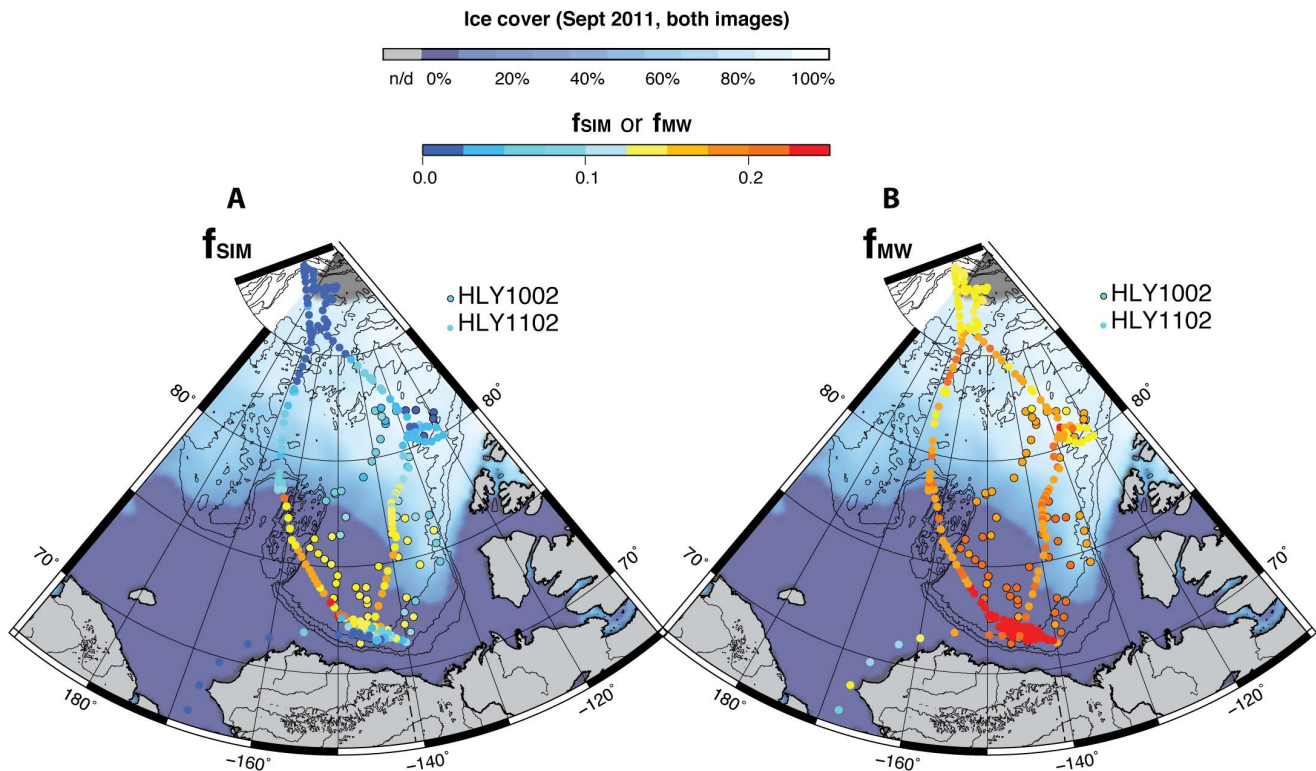 Ice cover (Sept 2011, both images)
n/d 0% 20% 40% 60% 80% 100%
fSIM or fMW
0.0 0.1 0.2
A
B
fSIM
fMW
HLY1002
HLY1102
HLY1002
HLY1102
80° 80° 80° 80°
70° 70° 70° 70°
180° −160° −140° −120°
180° −160° −140° −120°